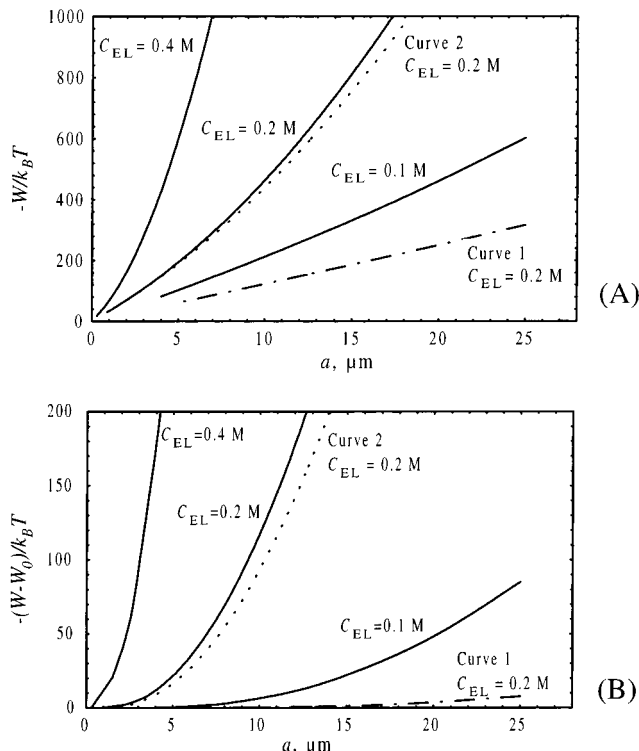 1000
800
600
400
200
0
-W/k_BT
C_EL = 0.4 M
C_EL = 0.2 M
Curve 2
C_EL = 0.2 M
C_EL = 0.1 M
Curve 1
C_EL = 0.2 M
0 5 10 15 20 25
a, µm
(A)
200
150
100
50
0
-(W-W_0)/k_BT
C_EL=0.4 M
C_EL=0.2 M
Curve 2
C_EL = 0.2 M
C_EL=0.1 M
Curve 1
C_EL = 0.2 M
0 5 10 15 20 25
a, µm
(B)